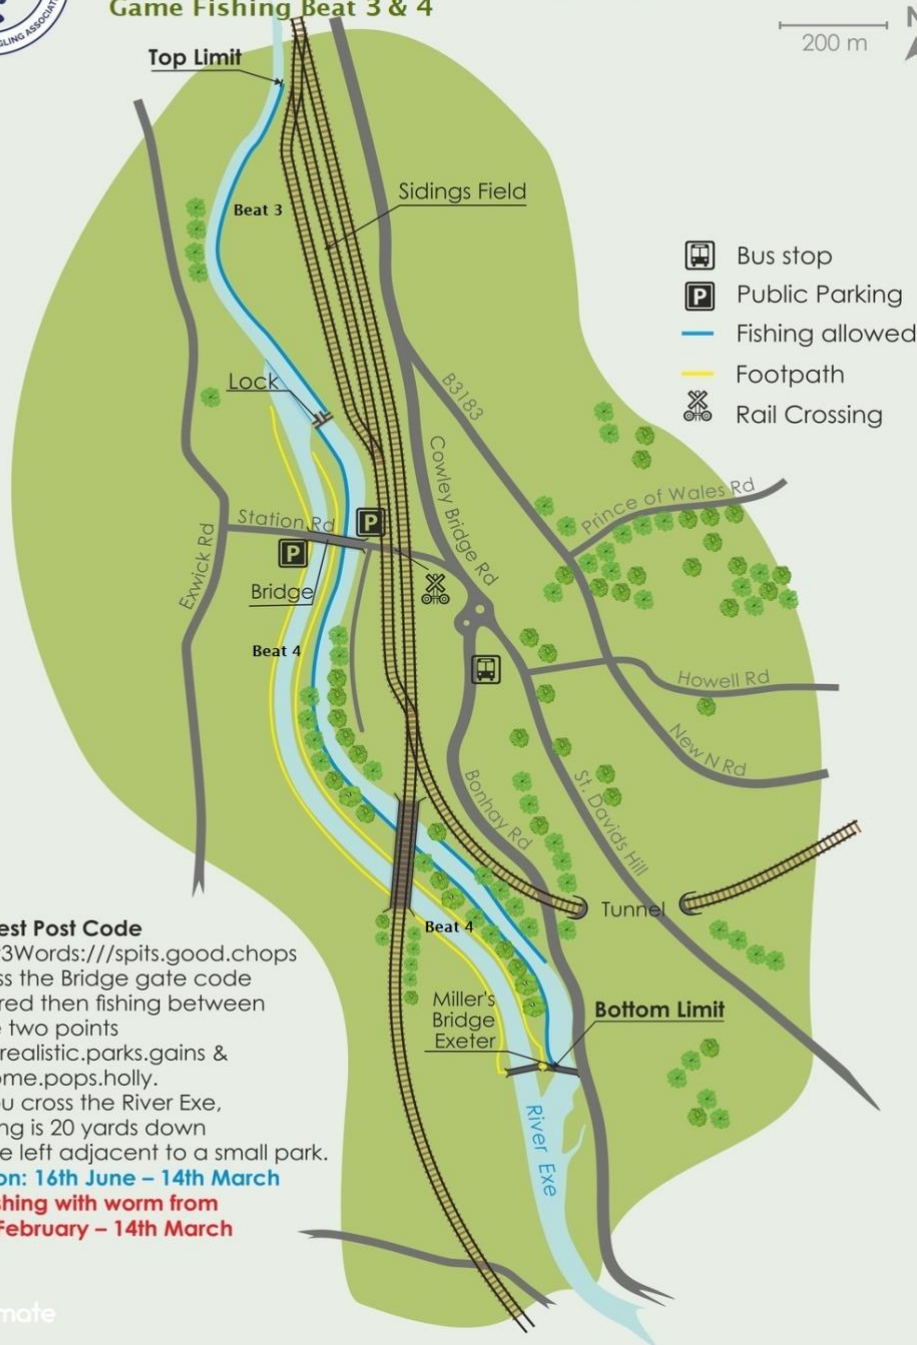 GLING ASSOCIAT
Game Fishing Beat 3 & 4
200 m
N
Top Limit
Beat 3
Sidings Field
Bus stop
P Public Parking
Fishing allowed
Footpath
Rail Crossing
Lock
B3183
Cowley Bridge Rd
Prince of Wales Rd
Station Rd
P
P
Exwick Rd
Bridge
Beat 4
Howell Rd
New N Rd
Bonhay Rd
St. Davids Hill
Tunnel
Beat 4
est Post Code
3Words:///spits.good.chops
ss the Bridge gate code
red then fishing between
e two points
realistic.parks.gains &
ome.pops.holly.
u cross the River Exe,
ng is 20 yards down
e left adjacent to a small park.
on: 16th June – 14th March
shing with worm from
February – 14th March
Miller's
Bridge
Exeter
Bottom Limit
River Exe
mate